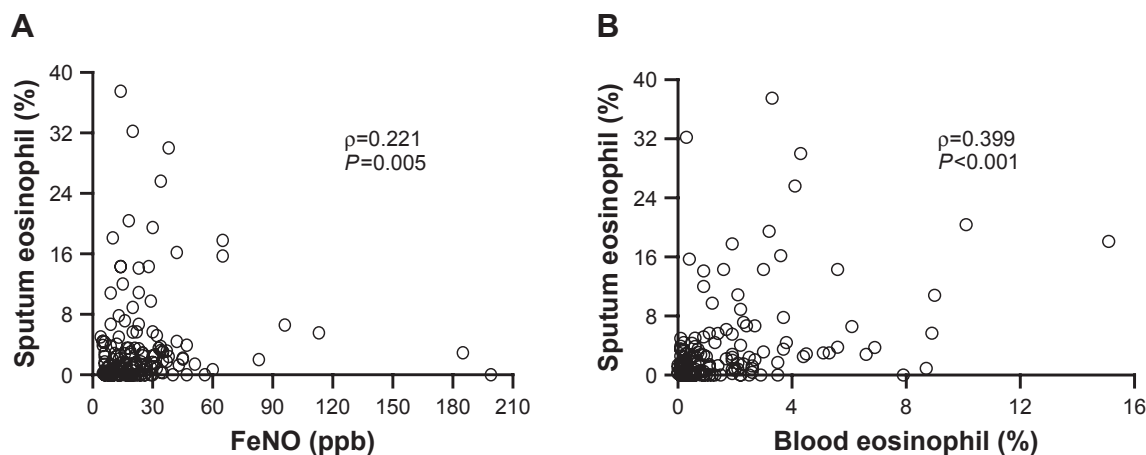 A
Sputum eosinophil (%)
40
32
24
16
8
0
ρ=0.221
P=0.005
0 30 60 90 120 150 180 210
FeNO (ppb)
B
Sputum eosinophil (%)
40
32
24
16
8
0
ρ=0.399
P<0.001
0 4 8 12 16
Blood eosinophil (%)